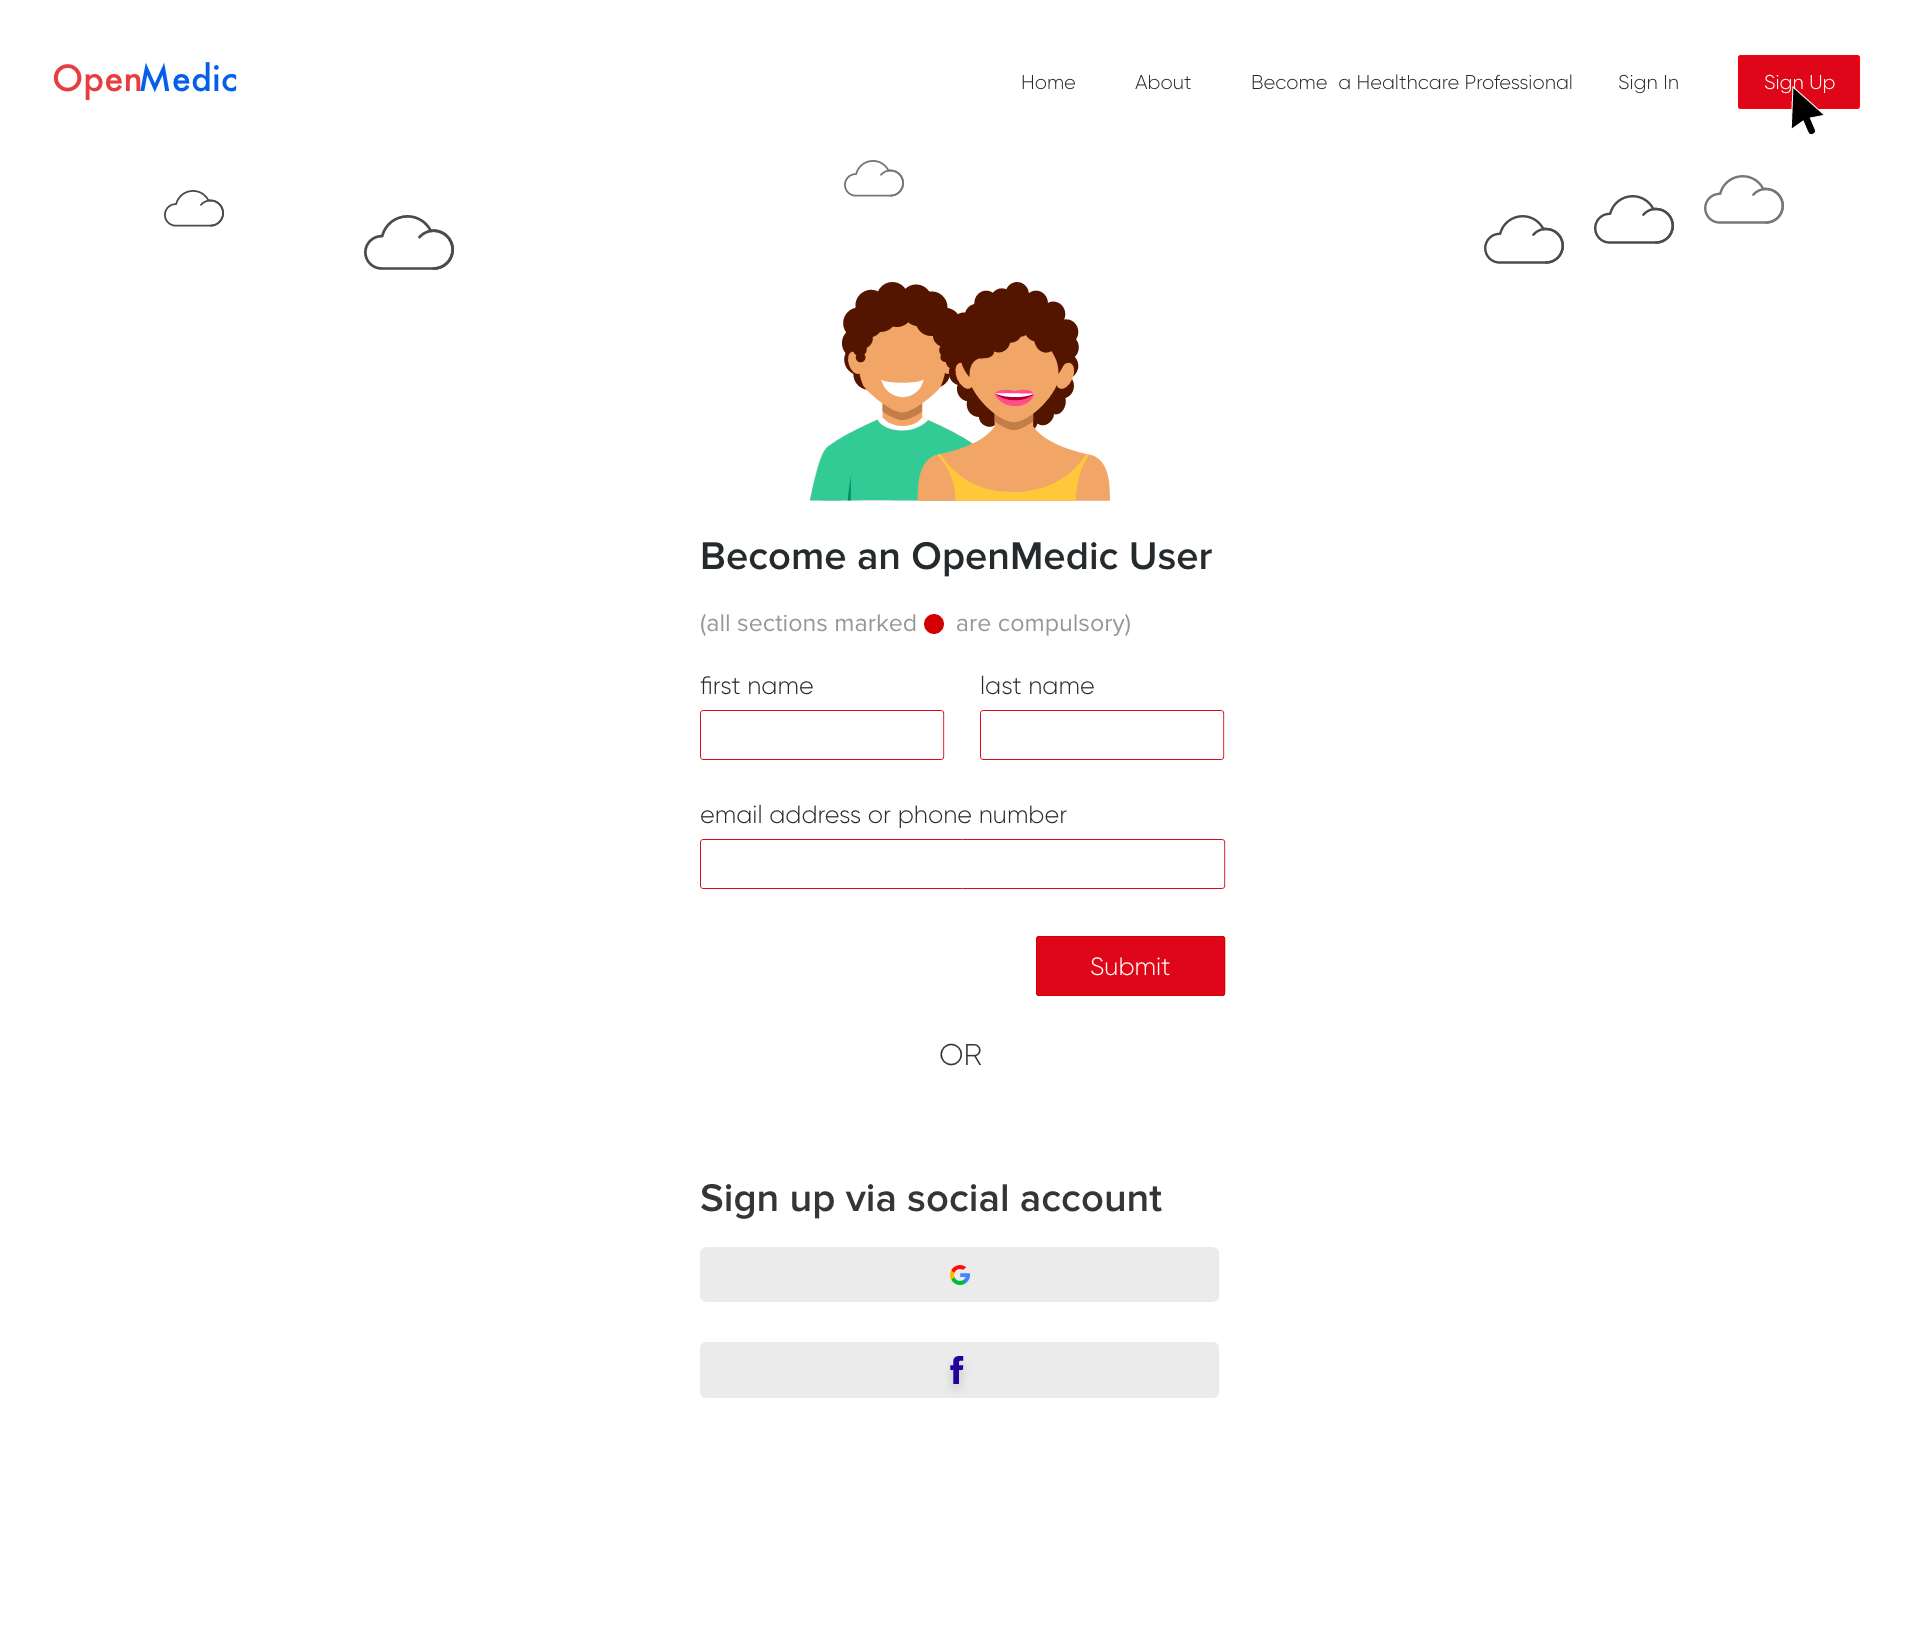 OpenMedic
Home About Become a Healthcare Professional Sign In Sign Up
Become an OpenMedic User
(all sections marked are compulsory)
first name last name
email address or phone number
Submit
OR
Sign up via social account
G
f